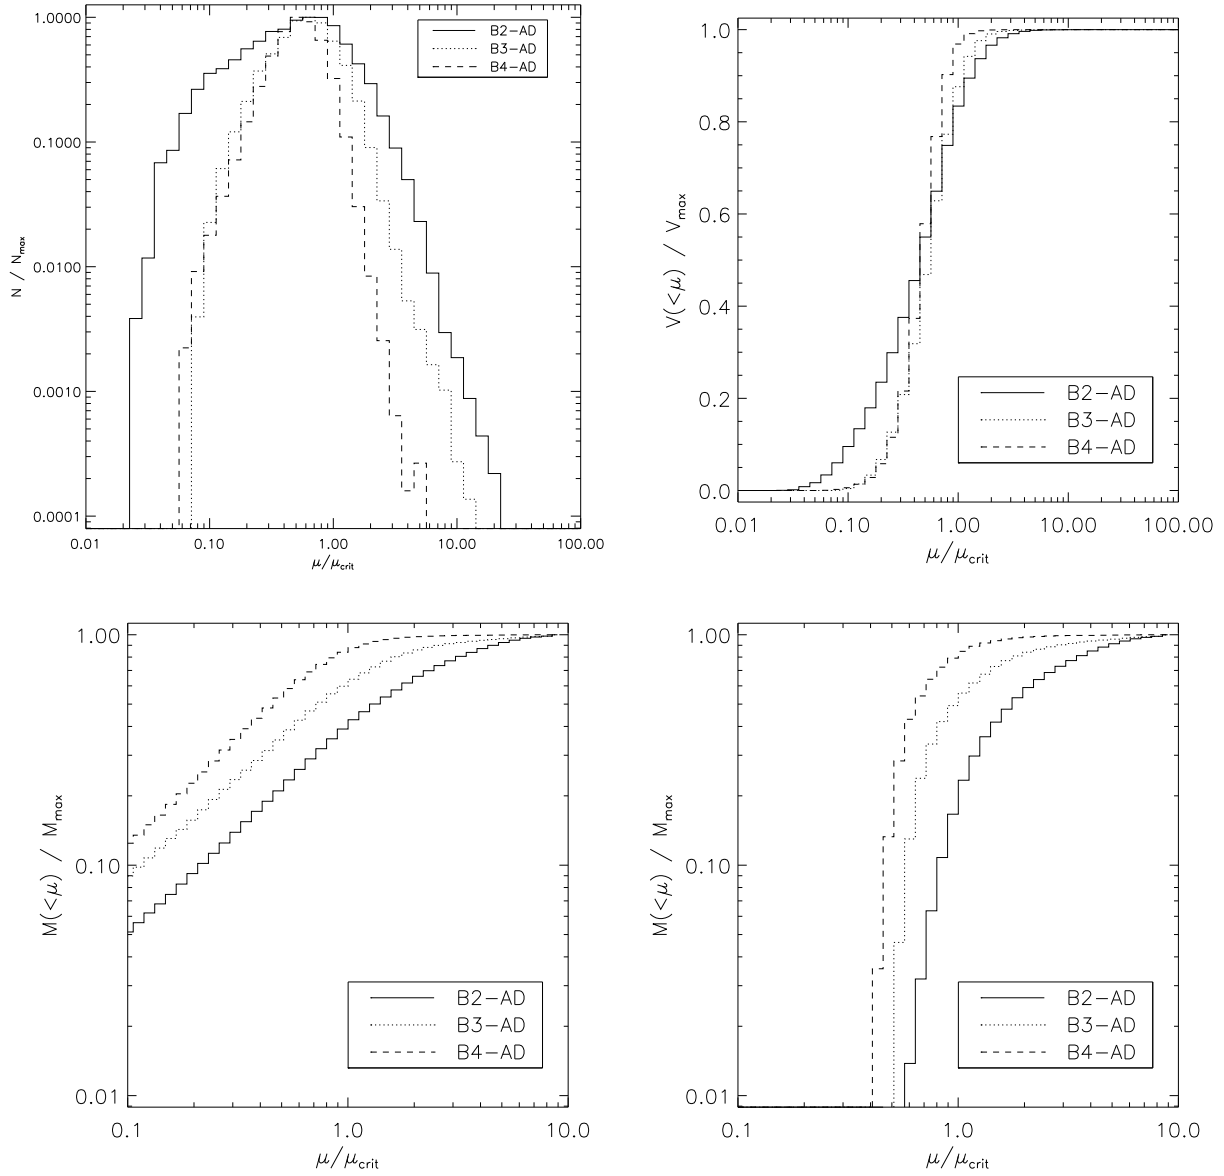 1.0000
0.1000
0.0100
0.0010
0.0001
N / N_max
B2-AD
B3-AD
B4-AD
0.01 0.10 1.00 10.00 100.00
μ/μ_crit
1.0
0.8
0.6
0.4
0.2
0.0
V(<μ) / V_max
B2-AD
B3-AD
B4-AD
0.01 0.10 1.00 10.00 100.00
μ/μ_crit
1.00
0.10
0.01
M(<μ) / M_max
B2-AD
B3-AD
B4-AD
0.1 1.0 10.0
μ/μ_crit
1.00
0.10
0.01
M(<μ) / M_max
B2-AD
B3-AD
B4-AD
0.1 1.0 10.0
μ/μ_crit